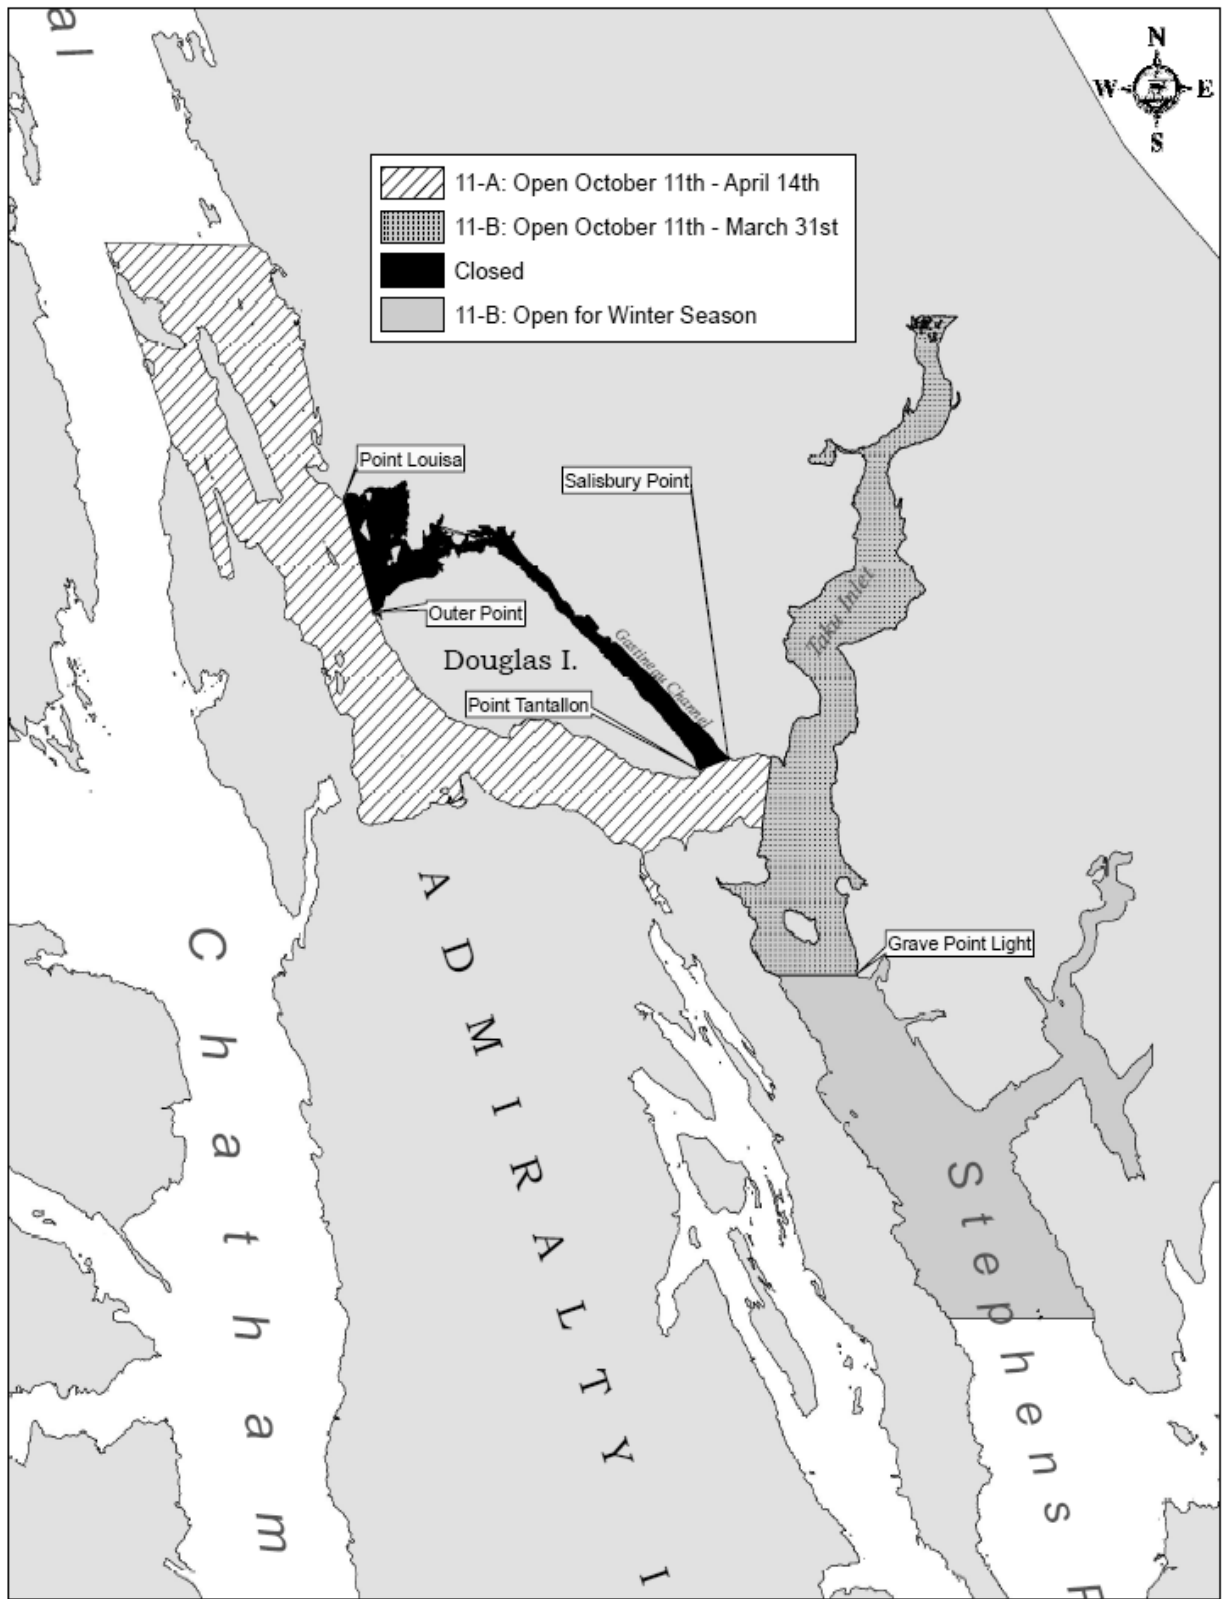 al
N
W E
S
11-A: Open October 11th - April 14th
11-B: Open October 11th - March 31st
Closed
11-B: Open for Winter Season
Point Louisa
Salisbury Point
Taku Inlet
Outer Point
Gastineau Channel
Douglas I.
Point Tantallon
Grave Point Light
Chatham
ADMIRALTY I
Stephens P